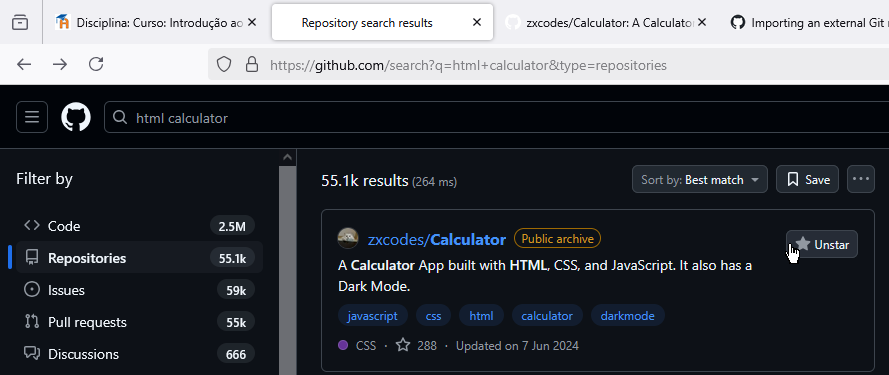 Disciplina: Curso: Introdução ao
Repository search results
zxcodes/Calculator: A Calculator
Importing an external Git
https://github.com/search?q=html+calculator&type=repositories
html calculator
Filter by
Code 2.5M
Repositories 55.1k
Issues 59k
Pull requests 55k
Discussions 666
55.1k results (264 ms)
Sort by: Best match
Save
zxcodes/Calculator Public archive
Unstar
A Calculator App built with HTML, CSS, and JavaScript. It also has a
Dark Mode.
javascript css html calculator darkmode
CSS · 288 · Updated on 7 Jun 2024